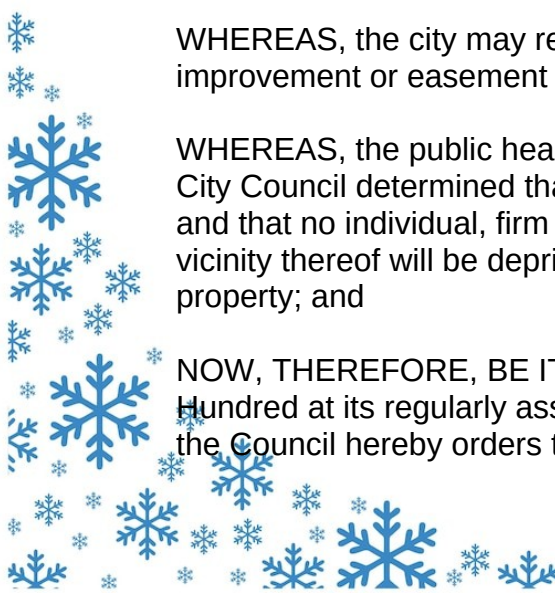 WHEREAS, the city may re
improvement or easement
WHEREAS, the public hea
City Council determined tha
and that no individual, firm
vicinity thereof will be depri
property; and
NOW, THEREFORE, BE IT
Hundred at its regularly ass
the Council hereby orders t